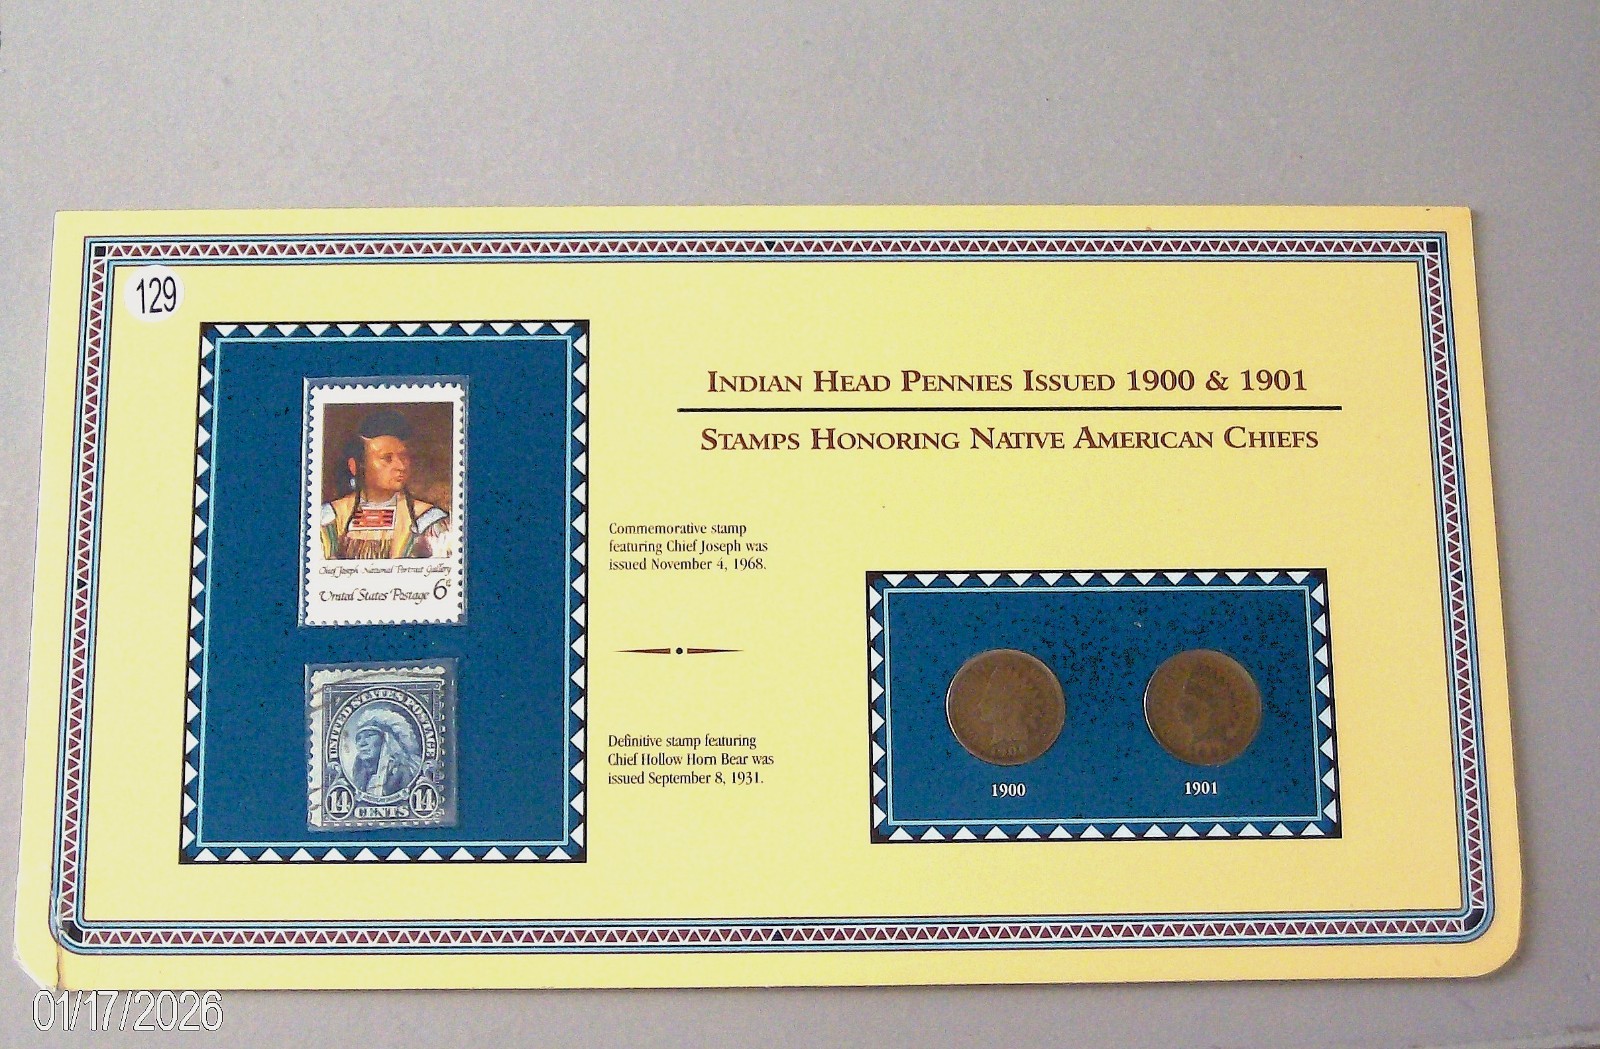 129
INDIAN HEAD PENNIES ISSUED 1900 & 1901
STAMPS HONORING NATIVE AMERICAN CHIEFS
Chief Joseph National Portrait Gallery
United States Postage 6¢
Commemorative stamp
featuring Chief Joseph was
issued November 4, 1968.
UNITED STATES POSTAGE
14 CENTS 14
Definitive stamp featuring
Chief Hollow Horn Bear was
issued September 8, 1931.
1900
1901
01/17/2026